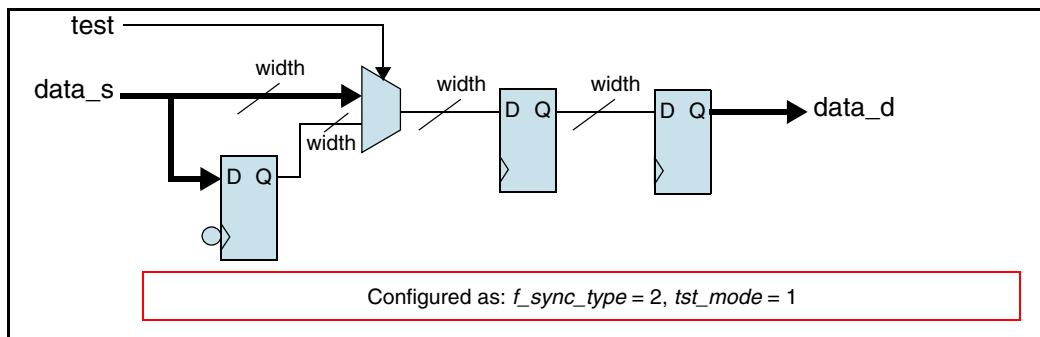 test
width
data_s
width
width
width
data_d
D Q
D Q
D Q
Configured as: f_sync_type = 2, tst_mode = 1